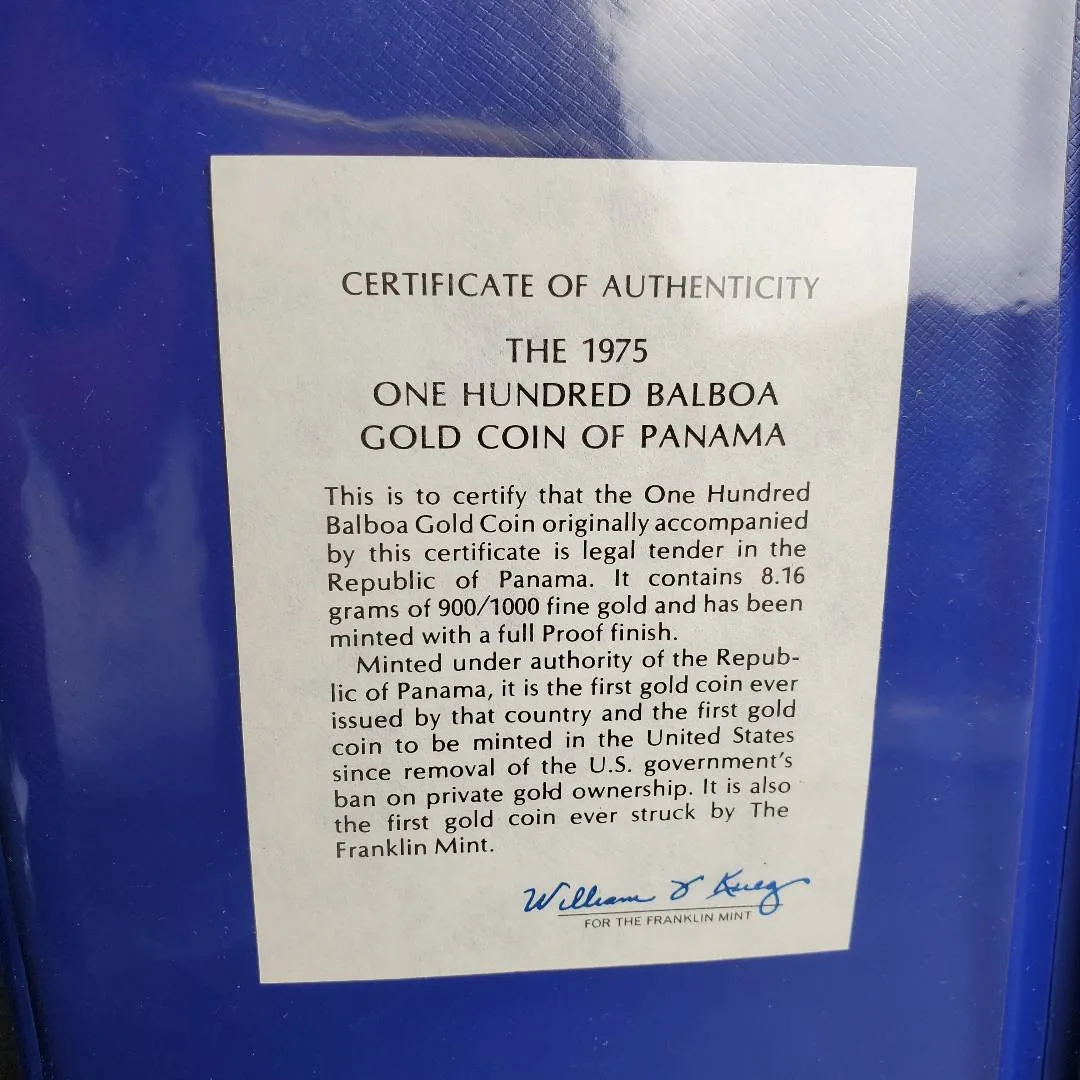 CERTIFICATE OF AUTHENTICITY
THE 1975
ONE HUNDRED BALBOA
GOLD COIN OF PANAMA
This is to certify that the One Hundred
Balboa Gold Coin originally accompanied
by this certificate is legal tender in the
Republic of Panama. It contains 8.16
grams of 900/1000 fine gold and has been
minted with a full Proof finish.
Minted under authority of the Repub-
lic of Panama, it is the first gold coin ever
issued by that country and the first gold
coin to be minted in the United States
since removal of the U.S. government's
ban on private gold ownership. It is also
the first gold coin ever struck by The
Franklin Mint.
William
FOR THE FRANKLIN MINT